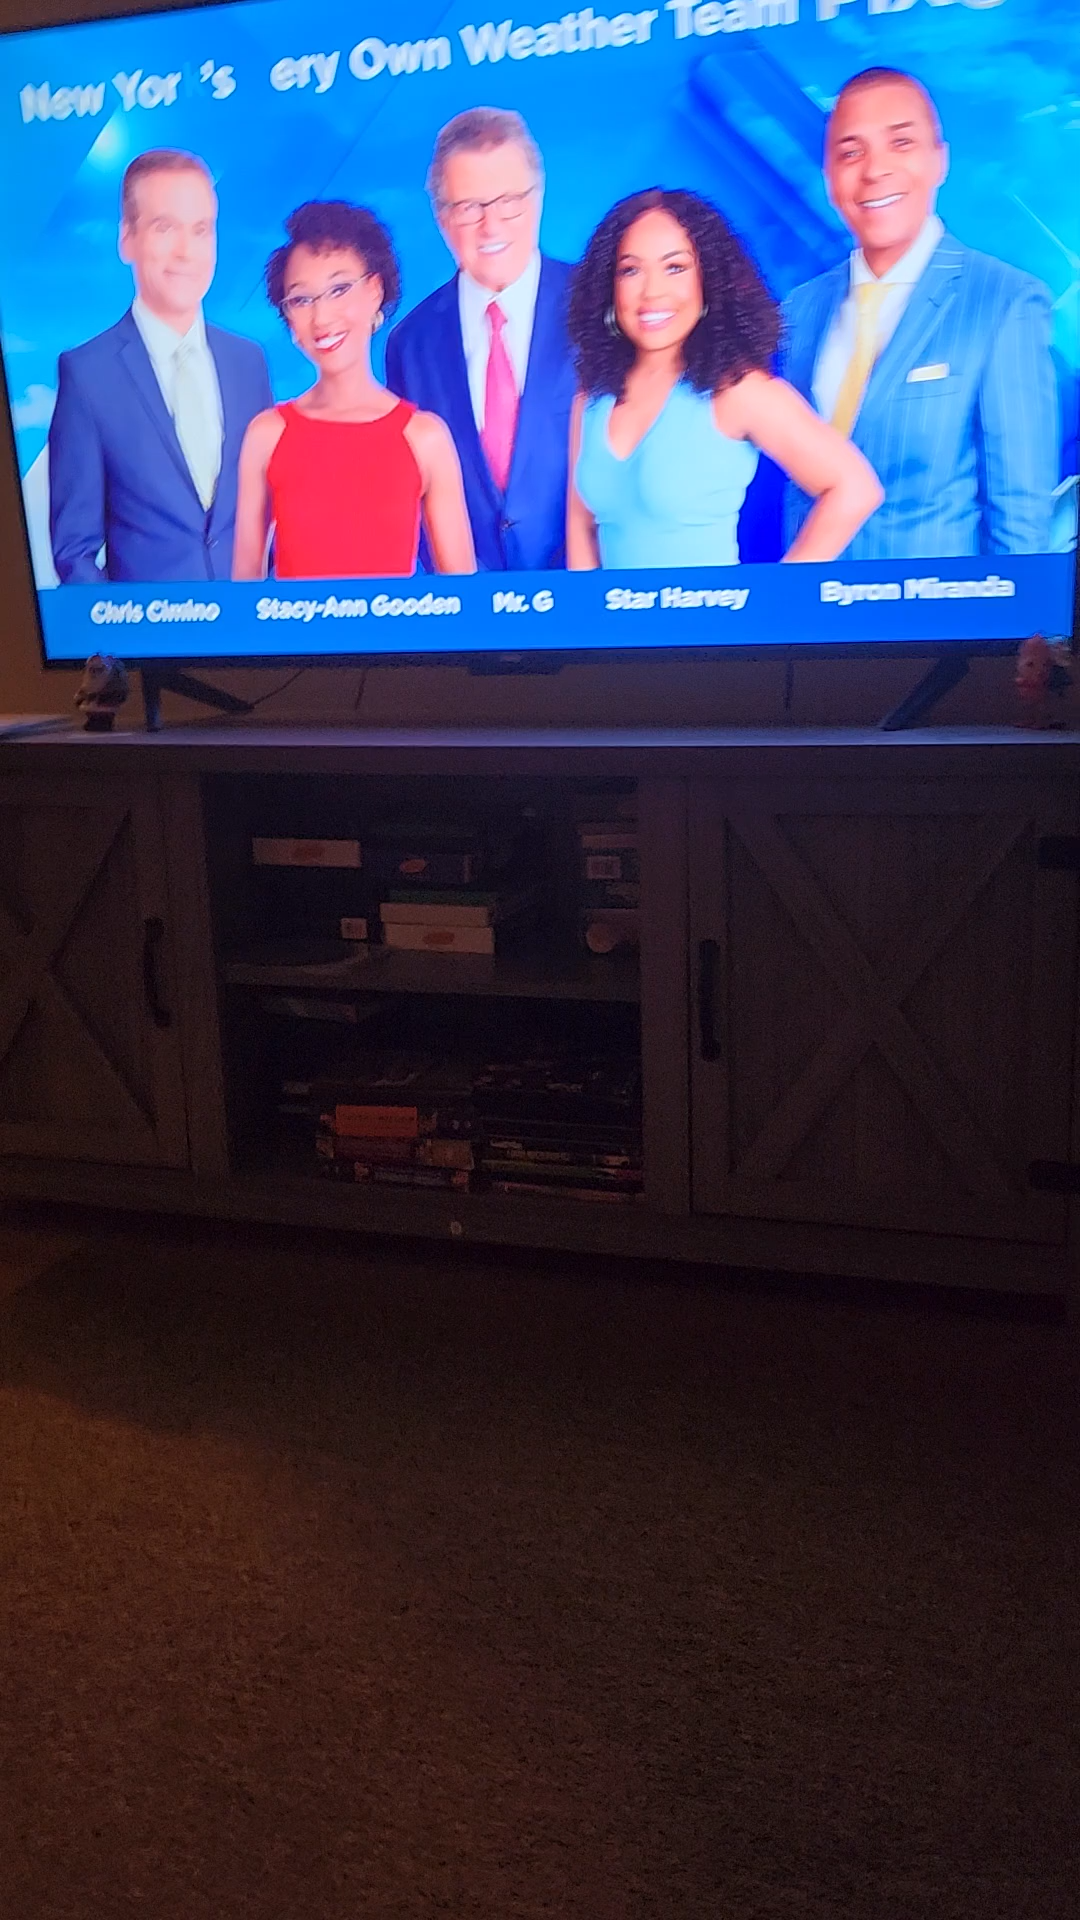 New Yor 's ery Own Weather Team
Chris Cimino Stacy-Ann Gooden Mr. G Star Harvey Byron Miranda